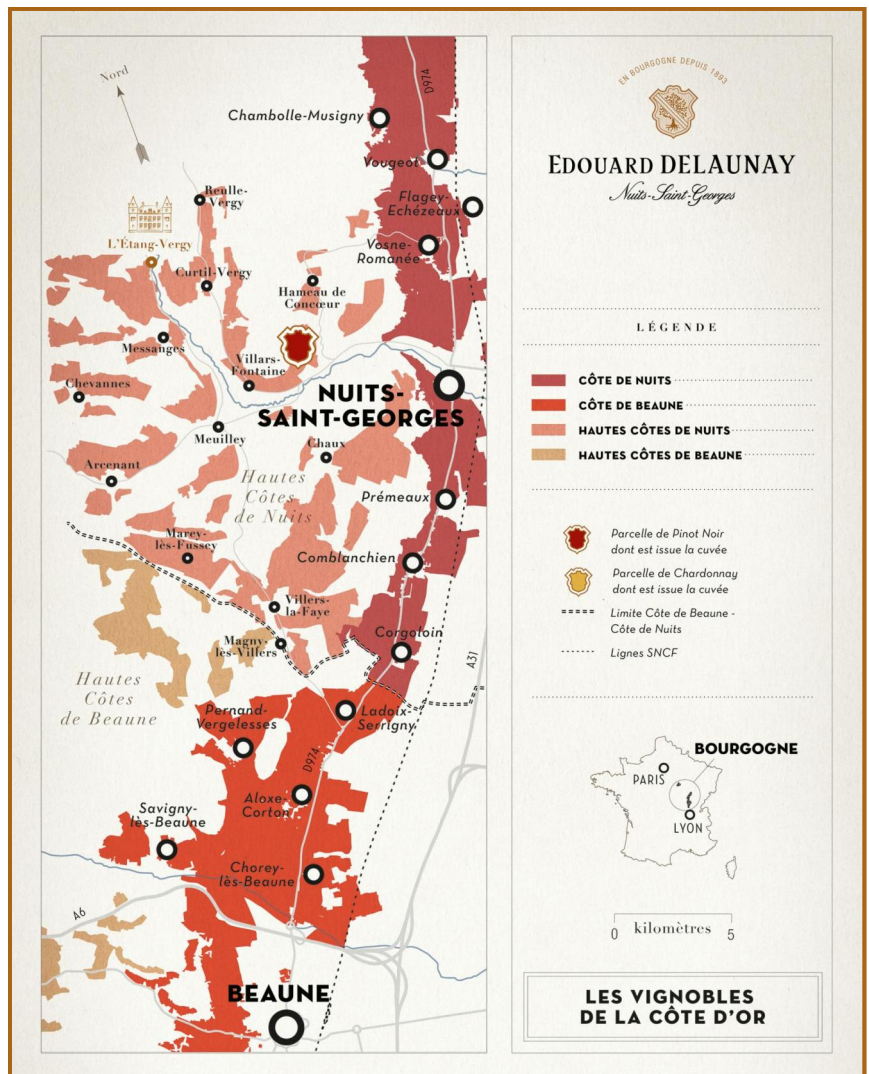 Nord
D974
Chambolle-Musigny
Vougeot
Reulle-
Vergy
Flagey-
Echézeaux
L'Étang-Vergy
Vosne-
Romanée
Curtil-Vergy
Hameau de
Concœur
Messanges
Villars-
Fontaine
Chevannes
NUITS-
SAINT-GEORGES
Meuilley
Chaux
Arcenant
Hautes
Côtes
de Nuits
Prémeaux
Marey-
lès-Fussey
Comblanchien
Villers-
la-Faye
Magny-
lès-Villers
Corgoloin
A31
Hautes
Côtes
de Beaune
Pernand-
Vergelesses
Ladoix-
Serrigny
D974
Aloxe-
Corton
Savigny-
lès-Beaune
Chorey-
lès-Beaune
A6
BEAUNE
EN BOURGOGNE DEPUIS 1893
EDOUARD DELAUNAY
Nuits-Saint-Georges
LÉGENDE
CÔTE DE NUITS
CÔTE DE BEAUNE
HAUTES CÔTES DE NUITS
HAUTES CÔTES DE BEAUNE
Parcelle de Pinot Noir
dont est issue la cuvée
Parcelle de Chardonnay
dont est issue la cuvée
Limite Côte de Beaune -
Côte de Nuits
Lignes SNCF
BOURGOGNE
PARIS
LYON
0 kilomètres 5
LES VIGNOBLES
DE LA CÔTE D'OR